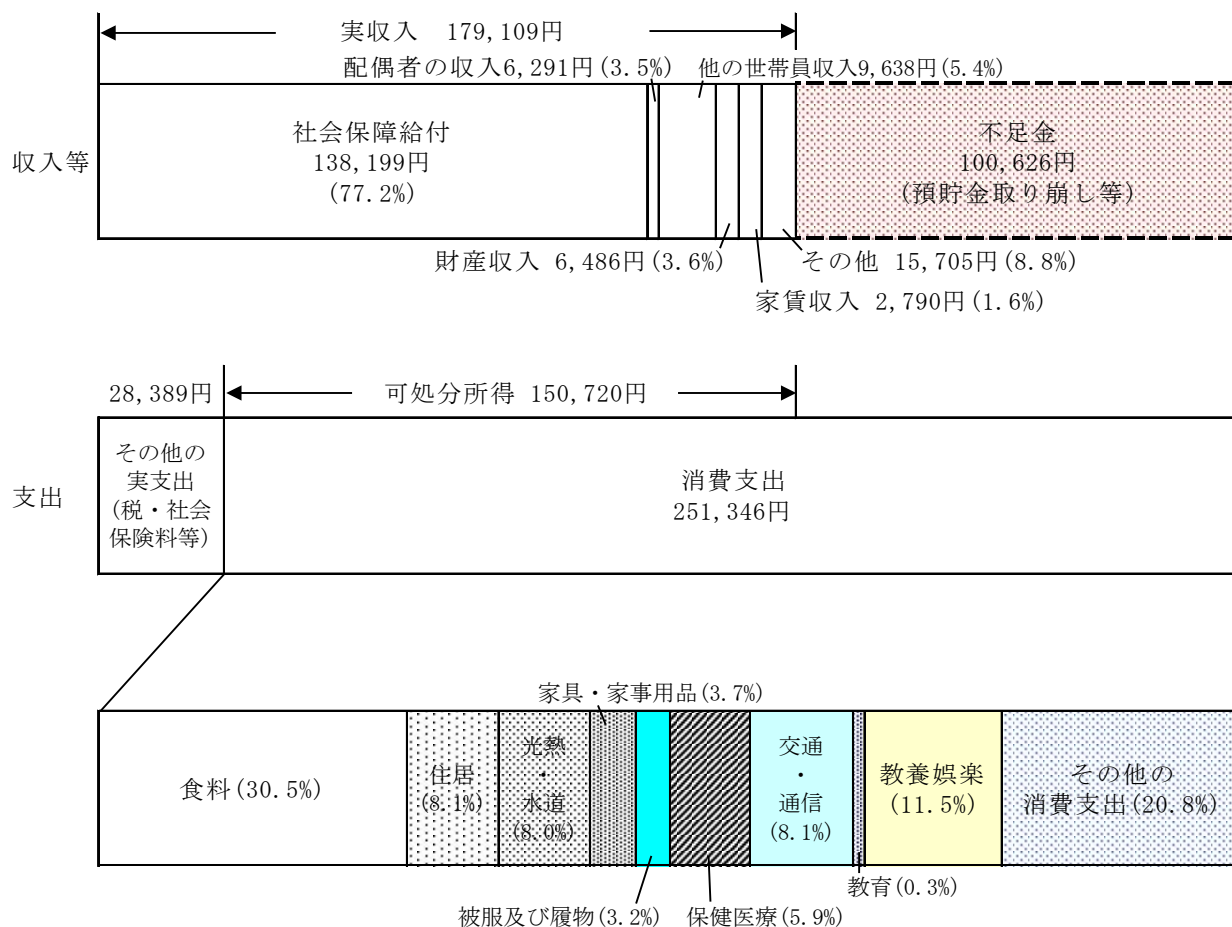 実収入 179,109円
配偶者の収入6,291円(3.5%) 他の世帯員収入9,638円(5.4%)
収入等
社会保障給付
138,199円
(77.2%)
不足金
100,626円
(預貯金取り崩し等)
財産収入 6,486円(3.6%)
その他 15,705円(8.8%)
家賃収入 2,790円(1.6%)
28,389円
可処分所得 150,720円
支出
その他の
実支出
(税・社会
保険料等)
消費支出
251,346円
家具・家事用品(3.7%)
食料(30.5%)
住居
(8.1%)
光熱
・
水道
(8.0%)
交通
・
通信
(8.1%)
教養娯楽
(11.5%)
その他の
消費支出(20.8%)
教育(0.3%)
被服及び履物(3.2%) 保健医療(5.9%)